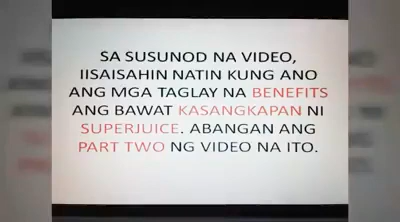 SA SUSUNOD NA VIDEO,
IISAISAHIN NATIN KUNG ANO
ANG MGA TAGLAY NA BENEFITS
ANG BAWAT KASANGKAPAN NI
SUPERJUICE. ABANGAN ANG
PART TWO NG VIDEO NA ITO.